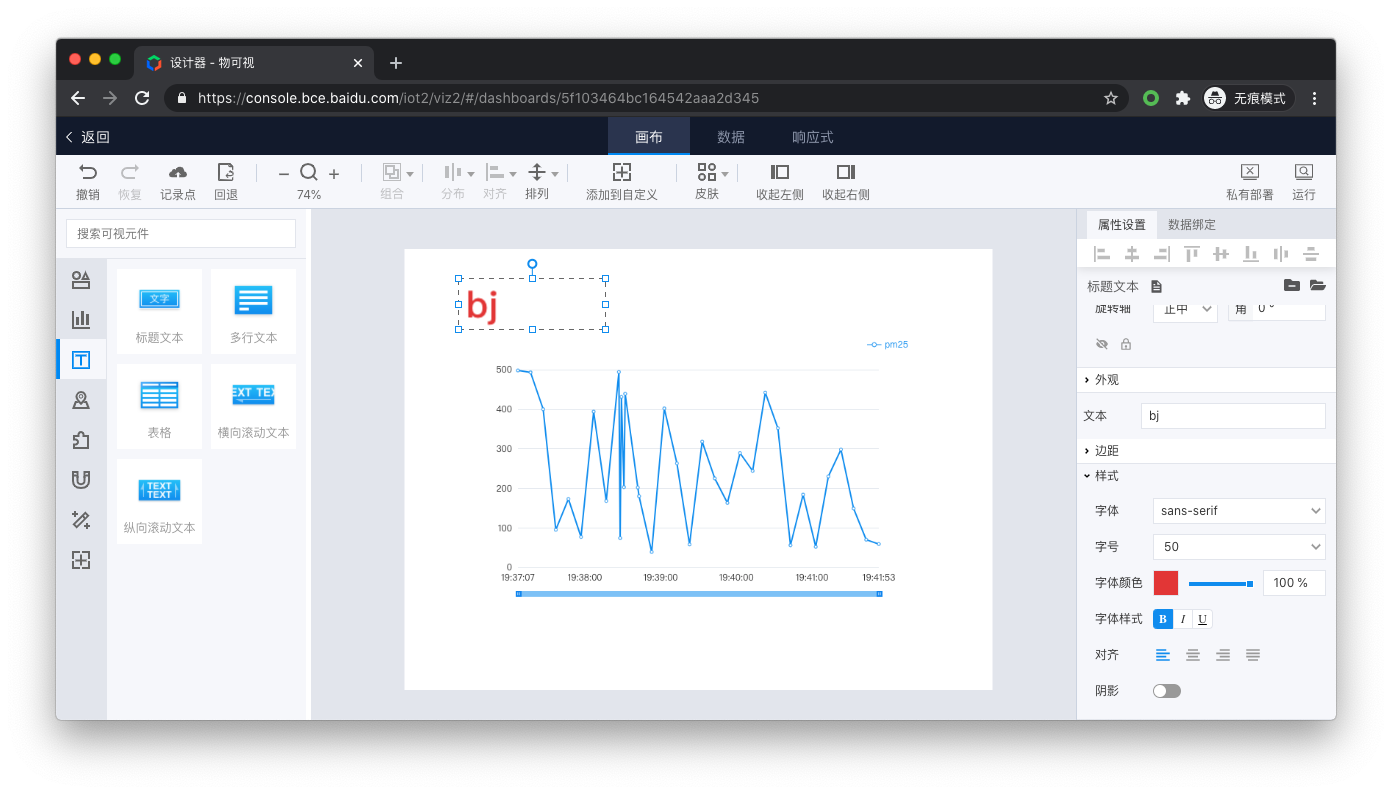 设计器 - 物可视
https://console.bce.baidu.com/iot2/viz2/#/dashboards/5f103464bc164542aaa2d345
无痕模式
返回
画布 数据 响应式
撤销 恢复 记录点 回退 74% 组合 分布 对齐 排列 添加到自定义 皮肤 收起左侧 收起右侧 私有部署 运行
搜索可视元件
文字
标题文本 多行文本
EXT TEX
表格 横向滚动文本
TEXT
TEXT
纵向滚动文本
bj
pm25
500
400
300
200
100
0
19:37:07 19:38:00 19:39:00 19:40:00 19:41:00 19:41:53
属性设置 数据绑定
标题文本
旋转轴 正中 角 0 °
外观
文本 bj
边距
样式
字体 sans-serif
字号 50
字体颜色 100 %
字体样式 B I U
对齐
阴影